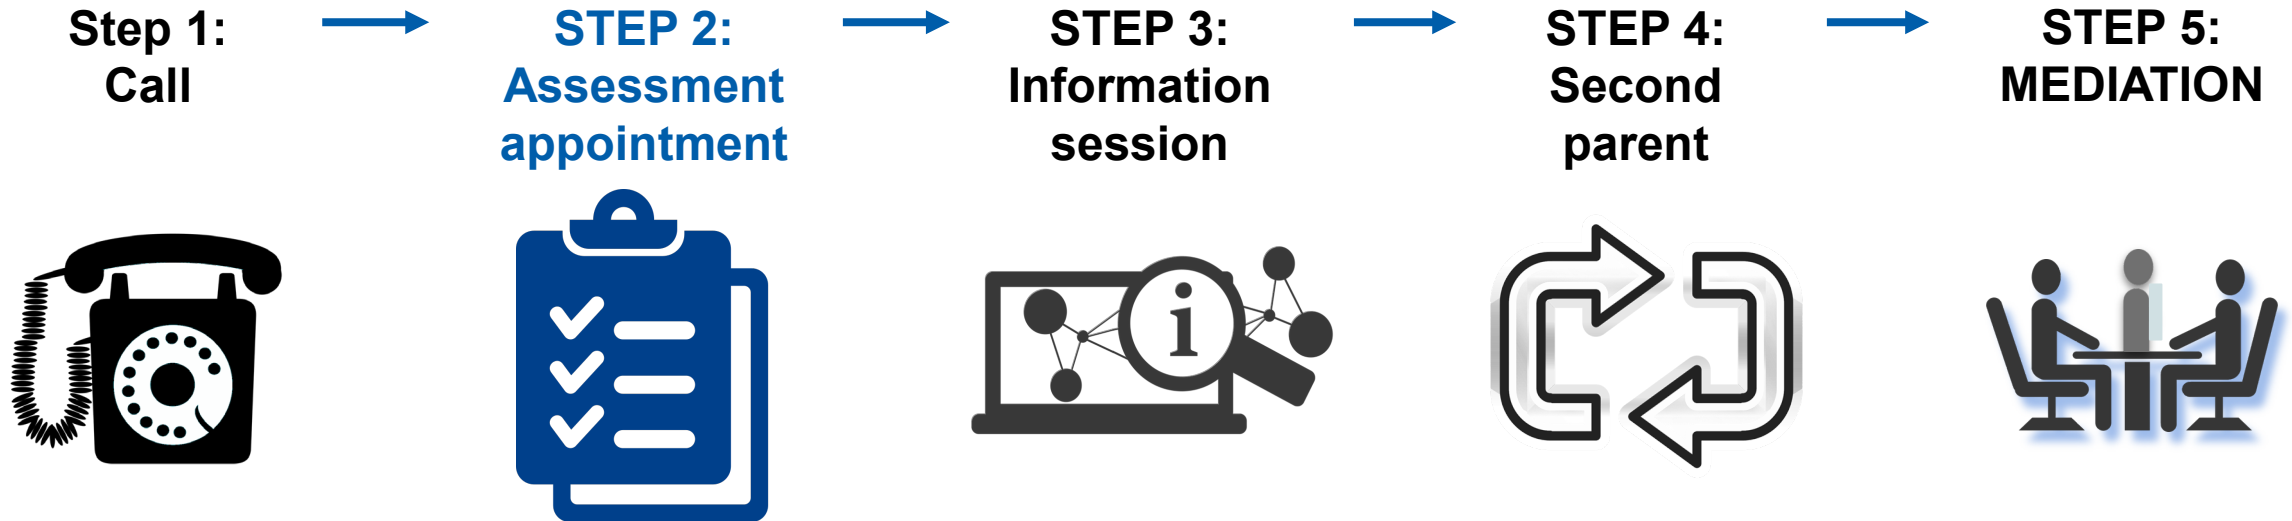 Step 1:
Call
STEP 2:
Assessment
appointment
STEP 3:
Information
session
STEP 4:
Second
parent
STEP 5:
MEDIATION
i